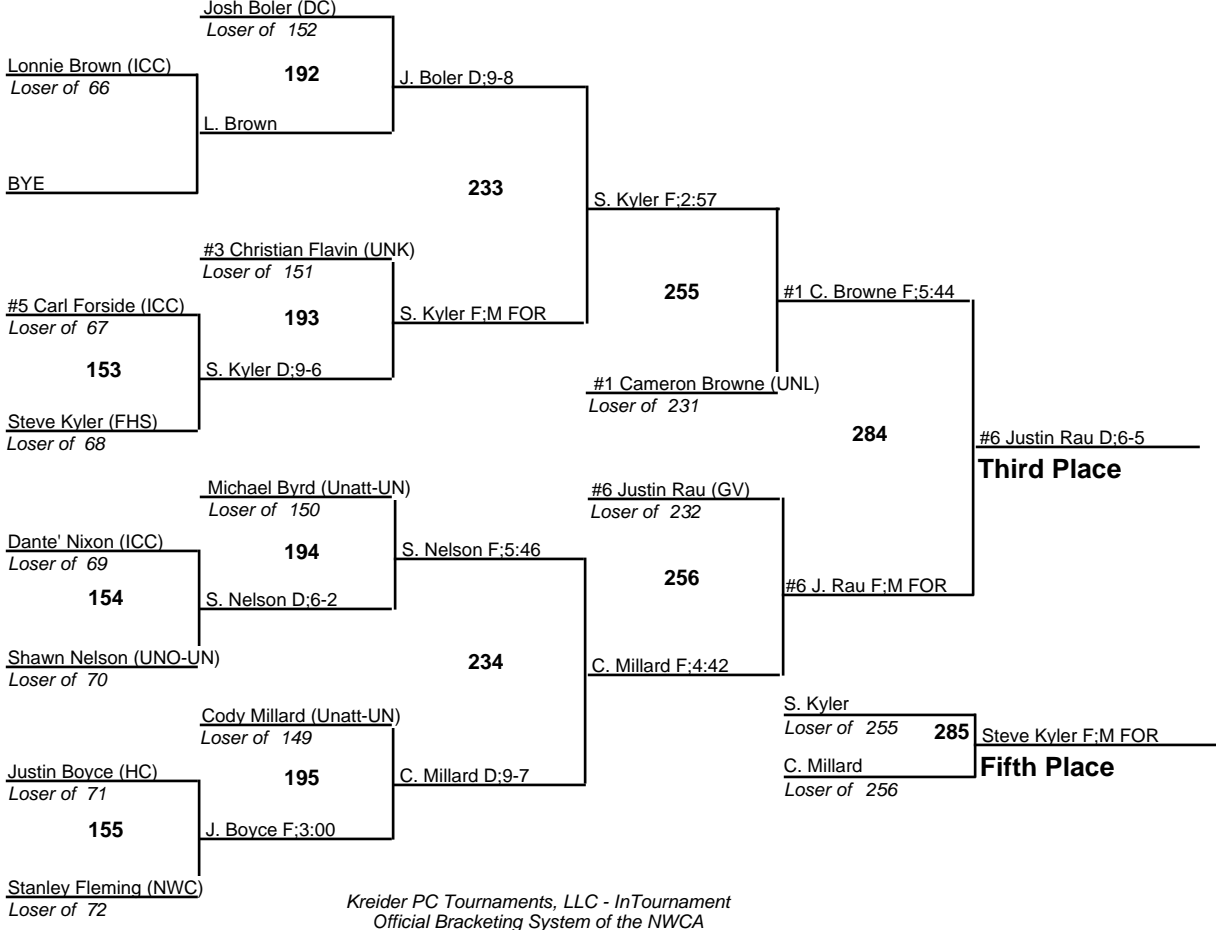 Josh Boler (DC)
Loser of 152
Lonnie Brown (ICC)
Loser of 66
192
J. Boler D;9-8
L. Brown
BYE
233
S. Kyler F;2:57
#3 Christian Flavin (UNK)
Loser of 151
#5 Carl Forside (ICC)
Loser of 67
193
S. Kyler F;M FOR
255
#1 C. Browne F;5:44
153
S. Kyler D;9-6
#1 Cameron Browne (UNL)
Loser of 231
Steve Kyler (FHS)
Loser of 68
284
#6 Justin Rau D;6-5
Third Place
Michael Byrd (Unatt-UN)
Loser of 150
#6 Justin Rau (GV)
Loser of 232
Dante' Nixon (ICC)
Loser of 69
194
S. Nelson F;5:46
256
#6 J. Rau F;M FOR
154
S. Nelson D;6-2
Shawn Nelson (UNO-UN)
Loser of 70
234
C. Millard F;4:42
Cody Millard (Unatt-UN)
Loser of 149
S. Kyler
Loser of 255
285
Steve Kyler F;M FOR
Fifth Place
C. Millard
Loser of 256
Justin Boyce (HC)
Loser of 71
195
C. Millard D;9-7
155
J. Boyce F;3:00
Stanley Fleming (NWC)
Loser of 72
Kreider PC Tournaments, LLC - InTournament
Official Bracketing System of the NWCA